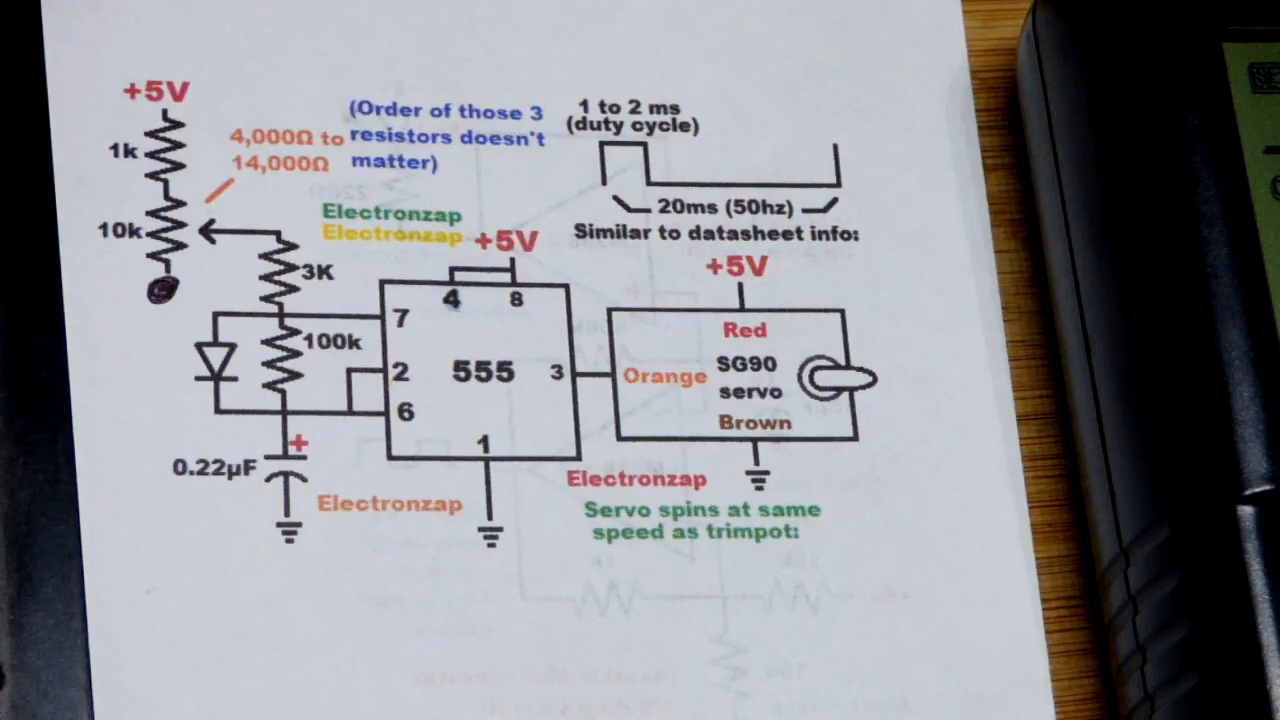 +5V
1k
10k
4,000Ω to
14,000Ω
(Order of those 3
resistors doesn't
matter)
1 to 2 ms
(duty cycle)
20ms (50hz)
Similar to datasheet info:
Electronzap
Electronzap
+5V
3K
100k
4
8
7
2
6
555
3
1
+
0.22µF
Electronzap
+5V
Red
Orange
SG90
servo
Brown
Electronzap
Servo spins at same
speed as trimpot: